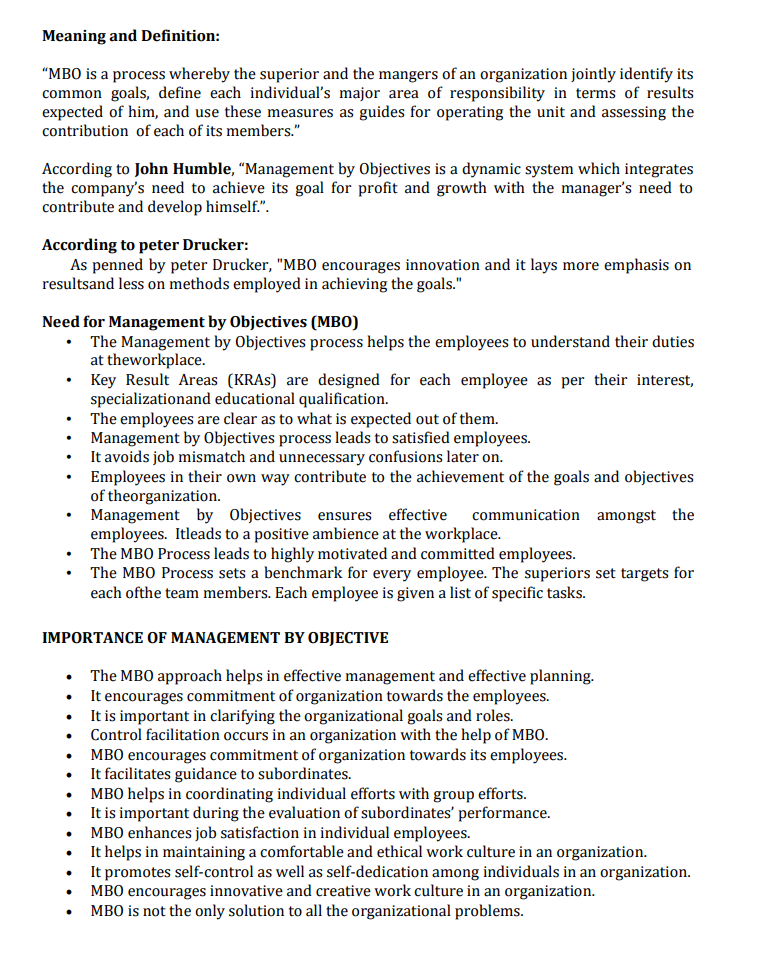 Meaning and Definition:
“MBO is a process whereby the superior and the mangers of an organization jointly identify its
common goals, define each individual’s major area of responsibility in terms of results
expected of him, and use these measures as guides for operating the unit and assessing the
contribution of each of its members.”
According to John Humble, “Management by Objectives is a dynamic system which integrates
the company’s need to achieve its goal for profit and growth with the manager’s need to
contribute and develop himself.”.
According to peter Drucker:
As penned by peter Drucker, "MBO encourages innovation and it lays more emphasis on
resultsand less on methods employed in achieving the goals."
Need for Management by Objectives (MBO)
• The Management by Objectives process helps the employees to understand their duties
at theworkplace.
• Key Result Areas (KRAs) are designed for each employee as per their interest,
specializationand educational qualification.
• The employees are clear as to what is expected out of them.
• Management by Objectives process leads to satisfied employees.
• It avoids job mismatch and unnecessary confusions later on.
• Employees in their own way contribute to the achievement of the goals and objectives
of theorganization.
• Management by Objectives ensures effective communication amongst the
employees. Itleads to a positive ambience at the workplace.
• The MBO Process leads to highly motivated and committed employees.
• The MBO Process sets a benchmark for every employee. The superiors set targets for
each ofthe team members. Each employee is given a list of specific tasks.
IMPORTANCE OF MANAGEMENT BY OBJECTIVE
• The MBO approach helps in effective management and effective planning.
• It encourages commitment of organization towards the employees.
• It is important in clarifying the organizational goals and roles.
• Control facilitation occurs in an organization with the help of MBO.
• MBO encourages commitment of organization towards its employees.
• It facilitates guidance to subordinates.
• MBO helps in coordinating individual efforts with group efforts.
• It is important during the evaluation of subordinates’ performance.
• MBO enhances job satisfaction in individual employees.
• It helps in maintaining a comfortable and ethical work culture in an organization.
• It promotes self-control as well as self-dedication among individuals in an organization.
• MBO encourages innovative and creative work culture in an organization.
• MBO is not the only solution to all the organizational problems.